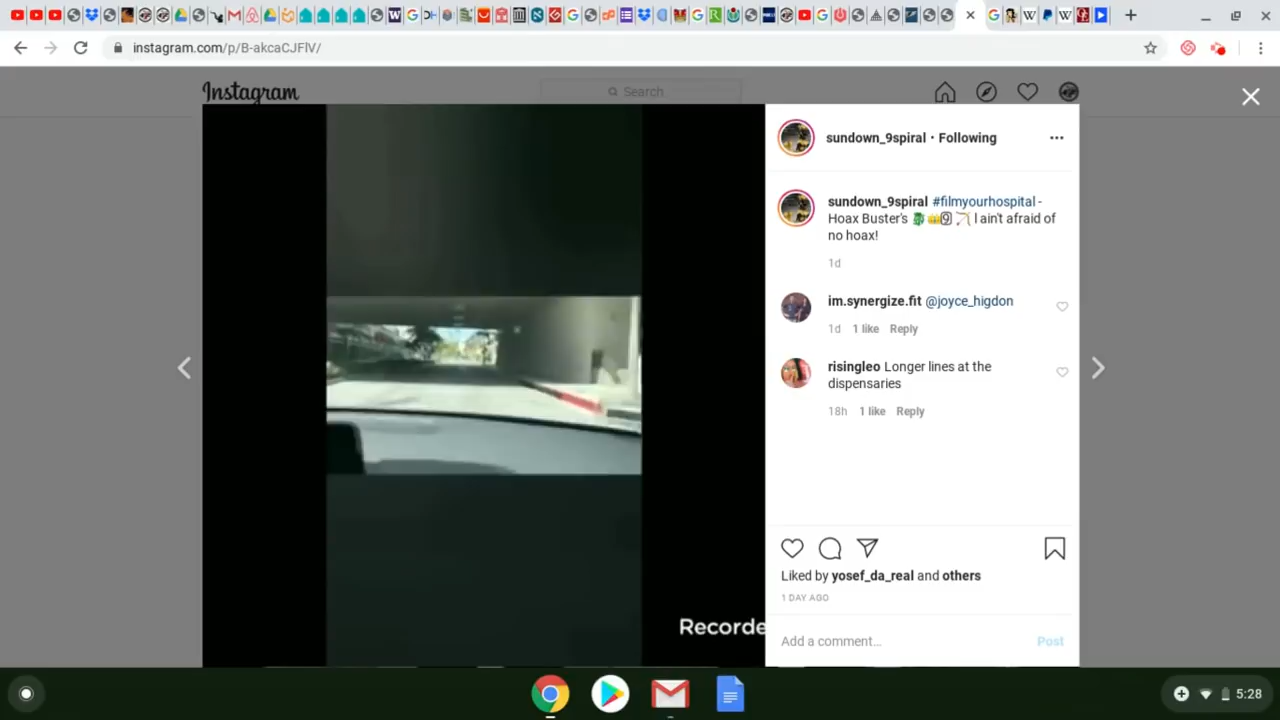 instagram.com/p/B-akcaCJFlV/
Instagram
Search
sundown_9spiral • Following
sundown_9spiral #filmyourhospital -
Hoax Buster's 🐉👑9️⃣ 🏹 I ain't afraid of
no hoax!
1d
im.synergize.fit @joyce_higdon
1d 1 like Reply
risingleo Longer lines at the
dispensaries
18h 1 like Reply
Liked by yosef_da_real and others
1 DAY AGO
Recorde
Add a comment... Post
5:28